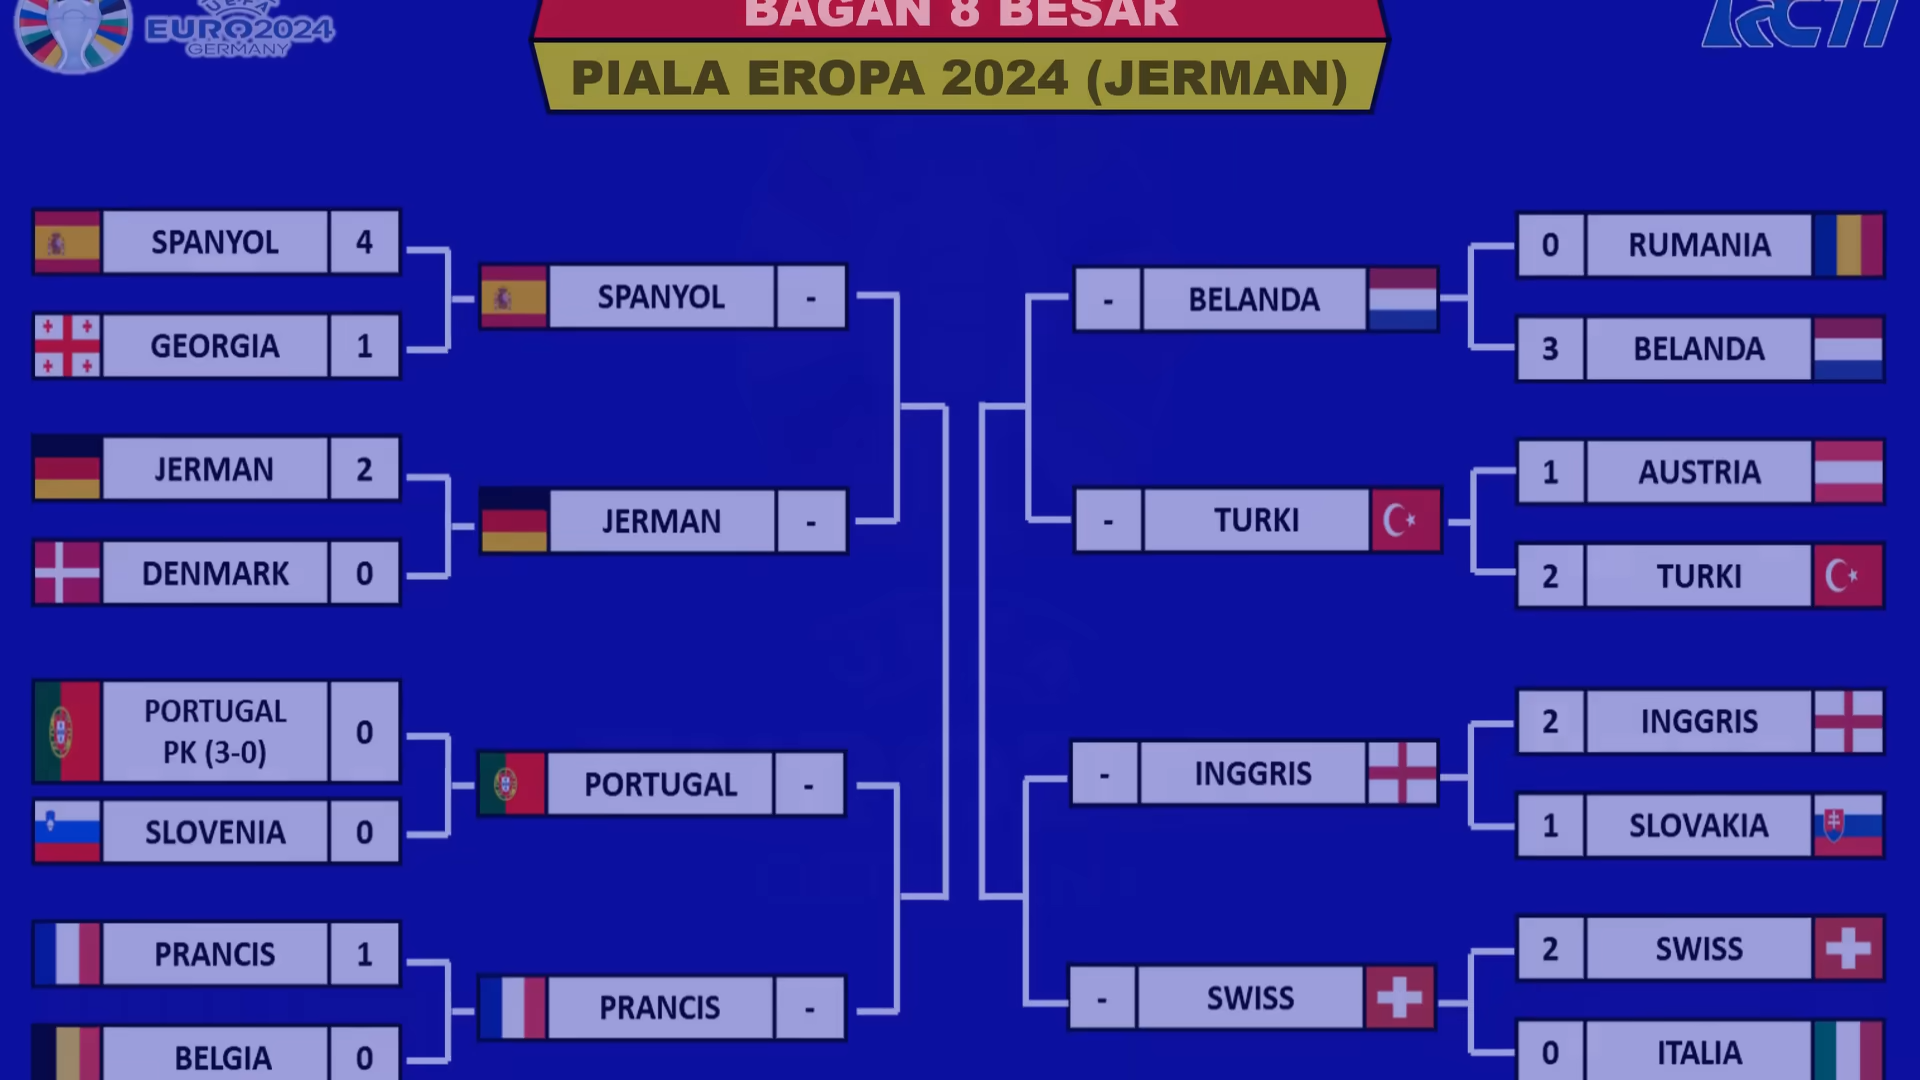 BAGAN 8 BESAR
UEFA
EURO2024
GERMANY
RCTI
PIALA EROPA 2024 (JERMAN)
SPANYOL 4
GEORGIA 1
SPANYOL -
JERMAN 2
DENMARK 0
JERMAN -
PORTUGAL
PK (3-0) 0
SLOVENIA 0
PORTUGAL -
PRANCIS 1
BELGIA 0
PRANCIS -
- BELANDA
0 RUMANIA
3 BELANDA
- TURKI
1 AUSTRIA
2 TURKI
- INGGRIS
2 INGGRIS
1 SLOVAKIA
- SWISS
2 SWISS
0 ITALIA